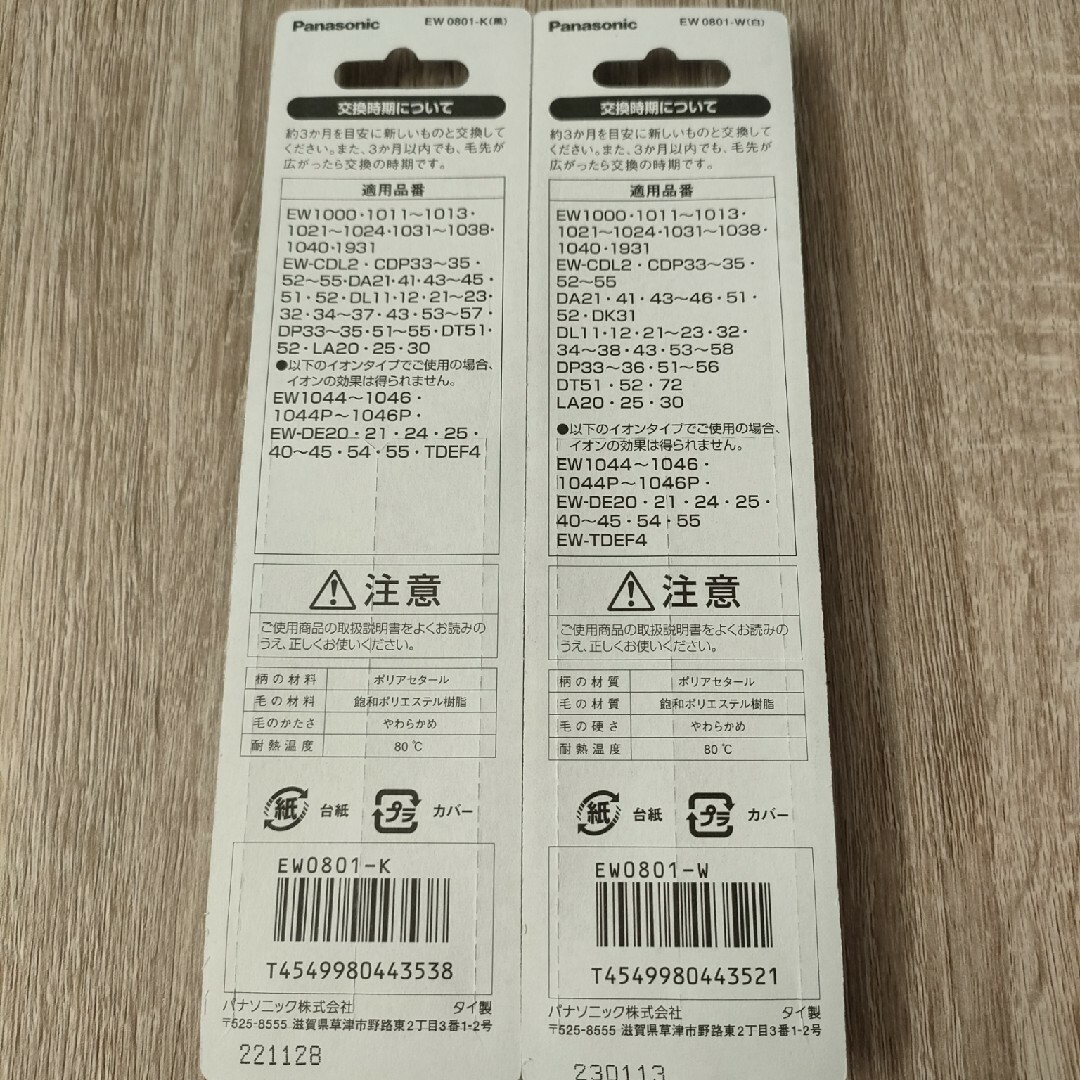 Panasonic EW 0801-K(黒)
交換時期について
約3か月を目安に新しいものと交換して
ください。また、3か月以内でも、毛先が
広がったら交換の時期です。
適用品番
EW1000・1011～1013・
1021～1024・1031～1038・
1040・1931
EW-CDL2・CDP33～35・
52～55・DA21・41・43～45・
51・52・DL11・12・21～23・
32・34～37・43・53～57・
DP33～35・51～55・DT51・
52・LA20・25・30
●以下のイオンタイプでご使用の場合、
イオンの効果は得られません。
EW1044～1046・
1044P～1046P・
EW-DE20・21・24・25・
40～45・54・55・TDEF4
注意
ご使用商品の取扱説明書をよくお読みの
うえ、正しくお使いください。
柄の材料 ポリアセタール
毛の材料 飽和ポリエステル樹脂
毛のかたさ やわらかめ
耐熱温度 80℃
紙 台紙 プラ カバー
EW0801-K
T4549980443538
パナソニック株式会社 タイ製
〒525-8555 滋賀県草津市野路東2丁目3番1-2号
221128
Panasonic EW 0801-W(白)
交換時期について
約3か月を目安に新しいものと交換して
ください。また、3か月以内でも、毛先が
広がったら交換の時期です。
適用品番
EW1000・1011～1013・
1021～1024・1031～1038・
1040・1931
EW-CDL2・CDP33～35・
52～55
DA21・41・43～46・51・
52・DK31
DL11・12・21～23・32・
34～38・43・53～58
DP33～36・51～56
DT51・52・72
LA20・25・30
●以下のイオンタイプでご使用の場合、
イオンの効果は得られません。
EW1044～1046・
1044P～1046P・
EW-DE20・21・24・25・
40～45・54・55
EW-TDEF4
注意
ご使用商品の取扱説明書をよくお読みの
うえ、正しくお使いください。
柄の材質 ポリアセタール
毛の材質 飽和ポリエステル樹脂
毛の硬さ やわらかめ
耐熱温度 80℃
紙 台紙 プラ カバー
EW0801-W
T4549980443521
パナソニック株式会社 タイ製
〒525-8555 滋賀県草津市野路東2丁目3番1-2号
230113